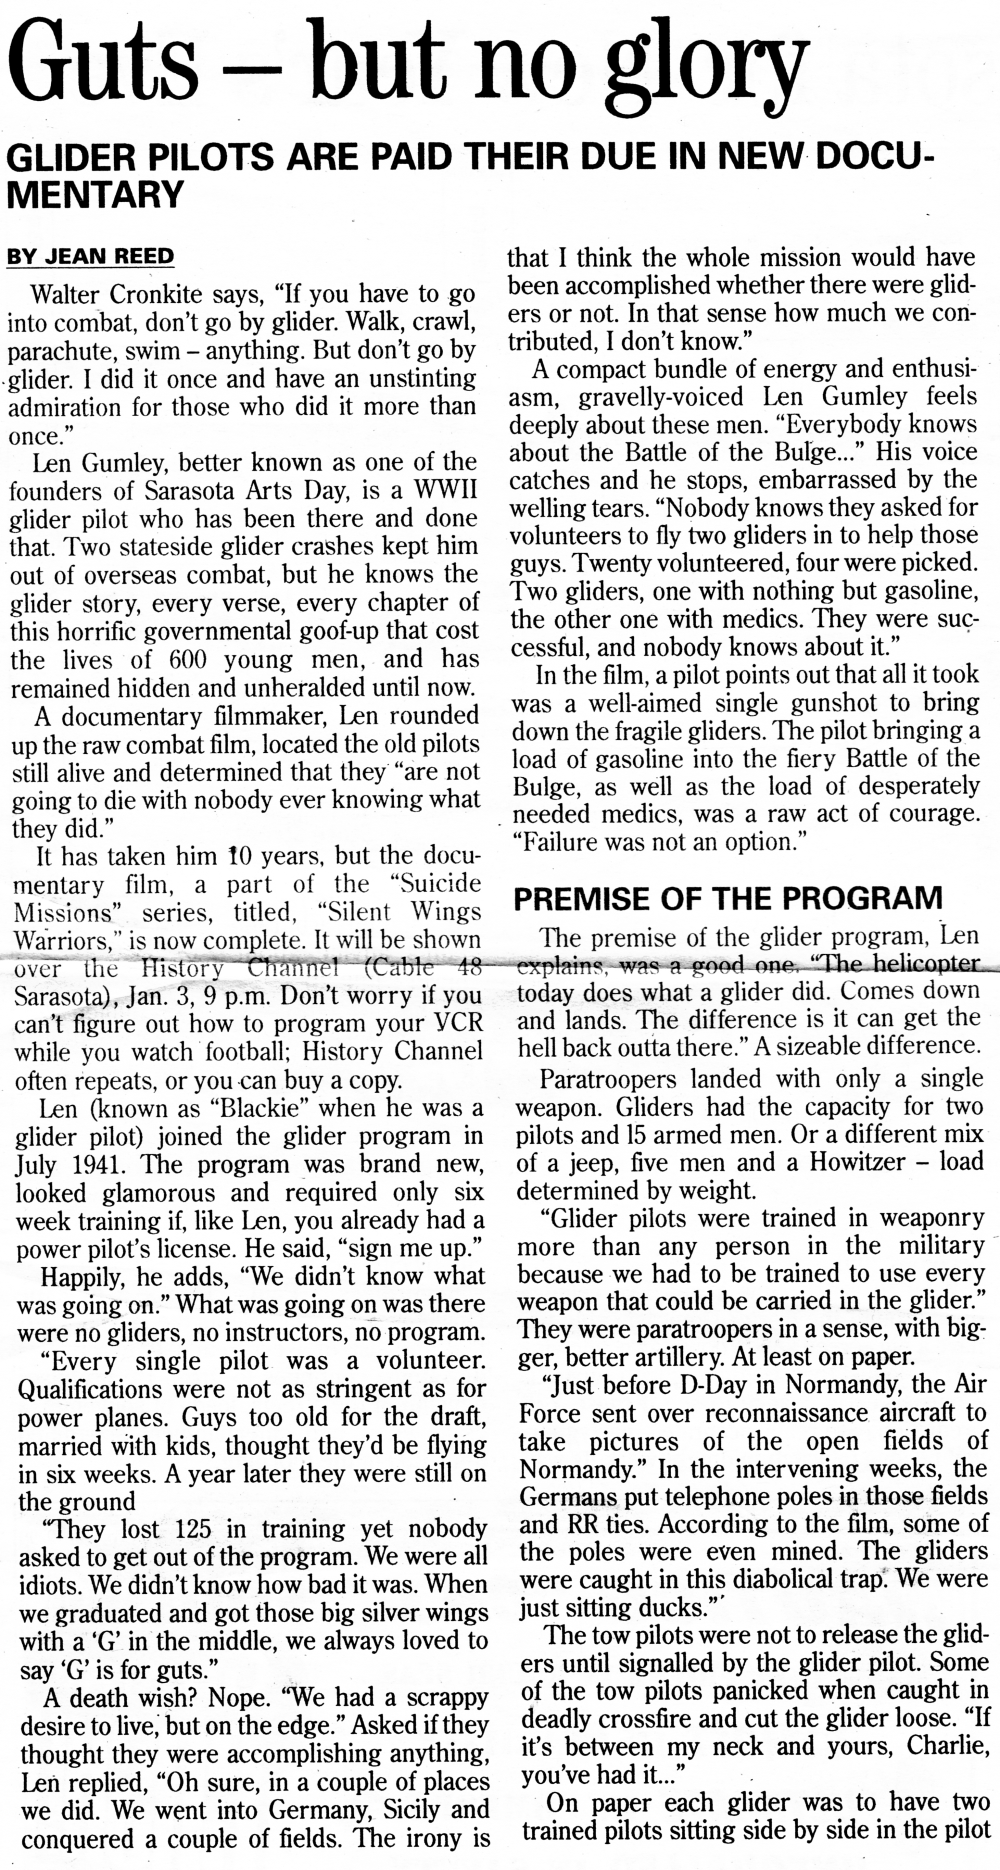 Guts – but no glory
GLIDER PILOTS ARE PAID THEIR DUE IN NEW DOCU-
MENTARY
BY JEAN REED
Walter Cronkite says, “If you have to go
into combat, don't go by glider. Walk, crawl,
parachute, swim – anything. But don't go by
glider. I did it once and have an unstinting
admiration for those who did it more than
once.”
Len Gumley, better known as one of the
founders of Sarasota Arts Day, is a WWII
glider pilot who has been there and done
that. Two stateside glider crashes kept him
out of overseas combat, but he knows the
glider story, every verse, every chapter of
this horrific governmental goof-up that cost
the lives of 600 young men, and has
remained hidden and unheralded until now.
A documentary filmmaker, Len rounded
up the raw combat film, located the old pilots
still alive and determined that they “are not
going to die with nobody ever knowing what
they did.”
It has taken him 10 years, but the docu-
mentary film, a part of the “Suicide
Missions” series, titled, “Silent Wings
Warriors,” is now complete. It will be shown
over the History Channel (Cable 48
Sarasota), Jan. 3, 9 p.m. Don't worry if you
can't figure out how to program your VCR
while you watch football; History Channel
often repeats, or you can buy a copy.
Len (known as “Blackie” when he was a
glider pilot) joined the glider program in
July 1941. The program was brand new,
looked glamorous and required only six
week training if, like Len, you already had a
power pilot's license. He said, “sign me up.”
Happily, he adds, “We didn't know what
was going on.” What was going on was there
were no gliders, no instructors, no program.
“Every single pilot was a volunteer.
Qualifications were not as stringent as for
power planes. Guys too old for the draft,
married with kids, thought they'd be flying
in six weeks. A year later they were still on
the ground
“They lost 125 in training yet nobody
asked to get out of the program. We were all
idiots. We didn't know how bad it was. When
we graduated and got those big silver wings
with a ‘G’ in the middle, we always loved to
say ‘G’ is for guts.”
A death wish? Nope. “We had a scrappy
desire to live, but on the edge.” Asked if they
thought they were accomplishing anything,
Len replied, “Oh sure, in a couple of places
we did. We went into Germany, Sicily and
conquered a couple of fields. The irony is
that I think the whole mission would have
been accomplished whether there were glid-
ers or not. In that sense how much we con-
tributed, I don't know.”
A compact bundle of energy and enthusi-
asm, gravelly-voiced Len Gumley feels
deeply about these men. “Everybody knows
about the Battle of the Bulge...” His voice
catches and he stops, embarrassed by the
welling tears. “Nobody knows they asked for
volunteers to fly two gliders in to help those
guys. Twenty volunteered, four were picked.
Two gliders, one with nothing but gasoline,
the other one with medics. They were suc-
cessful, and nobody knows about it.”
In the film, a pilot points out that all it took
was a well-aimed single gunshot to bring
down the fragile gliders. The pilot bringing a
load of gasoline into the fiery Battle of the
Bulge, as well as the load of desperately
needed medics, was a raw act of courage.
“Failure was not an option.”
PREMISE OF THE PROGRAM
The premise of the glider program, Len
explains, was a good one. “The helicopter
today does what a glider did. Comes down
and lands. The difference is it can get the
hell back outta there.” A sizeable difference.
Paratroopers landed with only a single
weapon. Gliders had the capacity for two
pilots and 15 armed men. Or a different mix
of a jeep, five men and a Howitzer – load
determined by weight.
“Glider pilots were trained in weaponry
more than any person in the military
because we had to be trained to use every
weapon that could be carried in the glider.”
They were paratroopers in a sense, with big-
ger, better artillery. At least on paper.
“Just before D-Day in Normandy, the Air
Force sent over reconnaissance aircraft to
take pictures of the open fields of
Normandy.” In the intervening weeks, the
Germans put telephone poles in those fields
and RR ties. According to the film, some of
the poles were even mined. The gliders
were caught in this diabolical trap. We were
just sitting ducks.”
The tow pilots were not to release the glid-
ers until signalled by the glider pilot. Some
of the tow pilots panicked when caught in
deadly crossfire and cut the glider loose. “If
it's between my neck and yours, Charlie,
you've had it...”
On paper each glider was to have two
trained pilots sitting side by side in the pilot